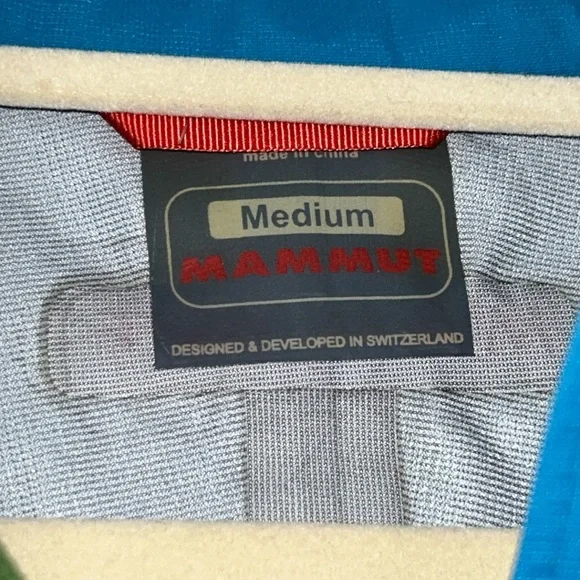 made in China
Medium
MAMMUT
DESIGNED & DEVELOPED IN SWITZERLAND